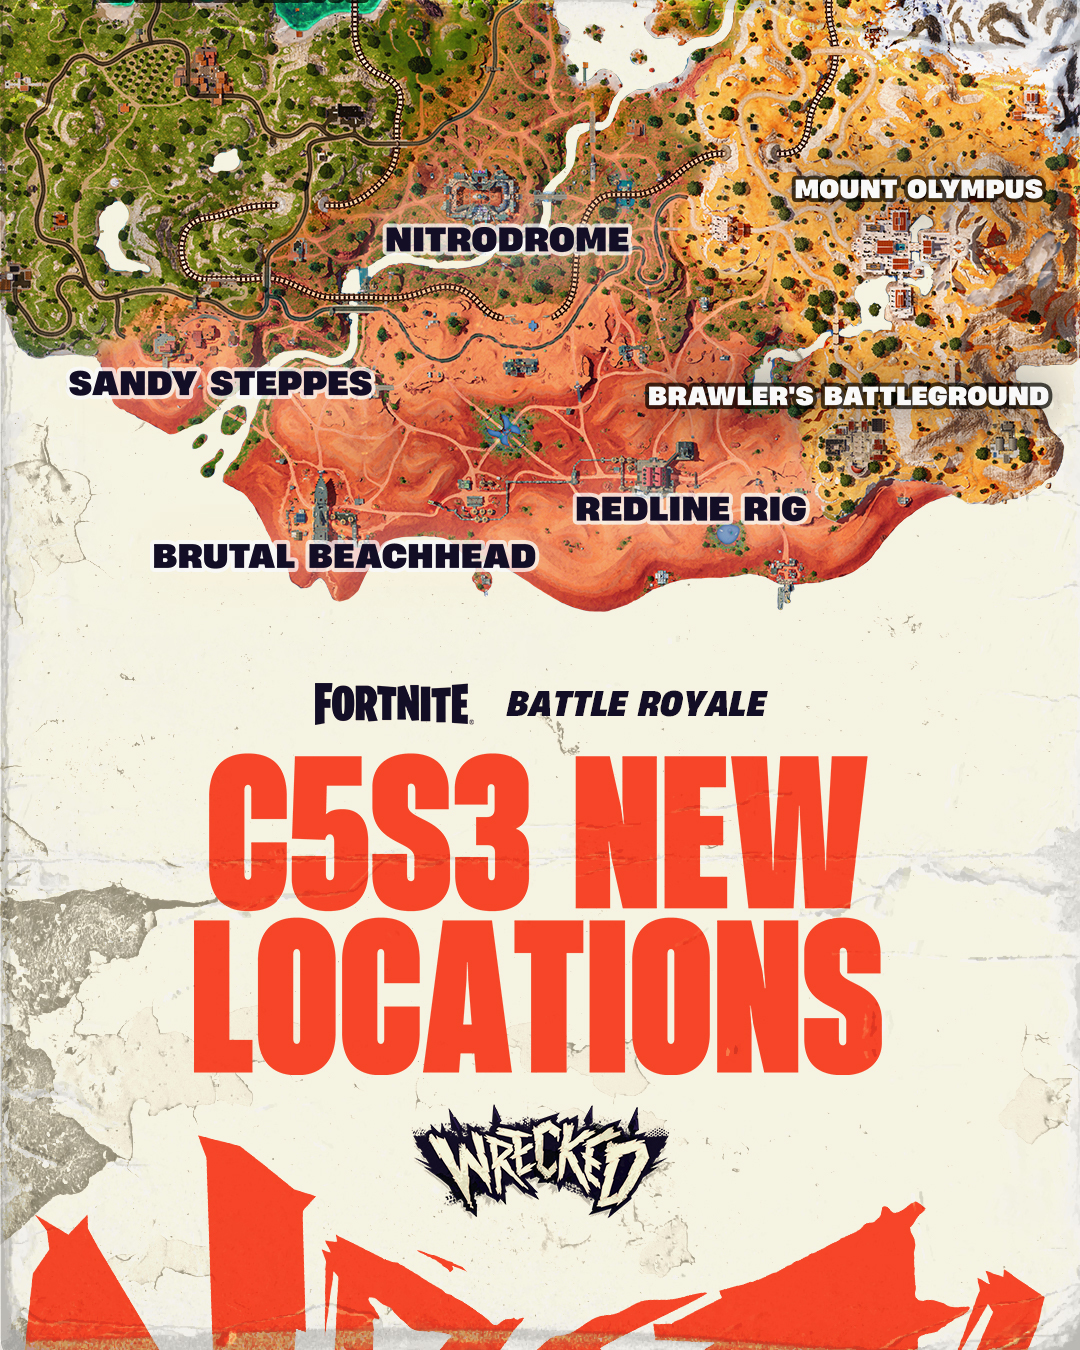 MOUNT OLYMPUS
NITRODROME
SANDY STEPPES
BRAWLER'S BATTLEGROUND
REDLINE RIG
BRUTAL BEACHHEAD
FORTNITE® BATTLE ROYALE
C5S3 NEW
LOCATIONS
WRECKED